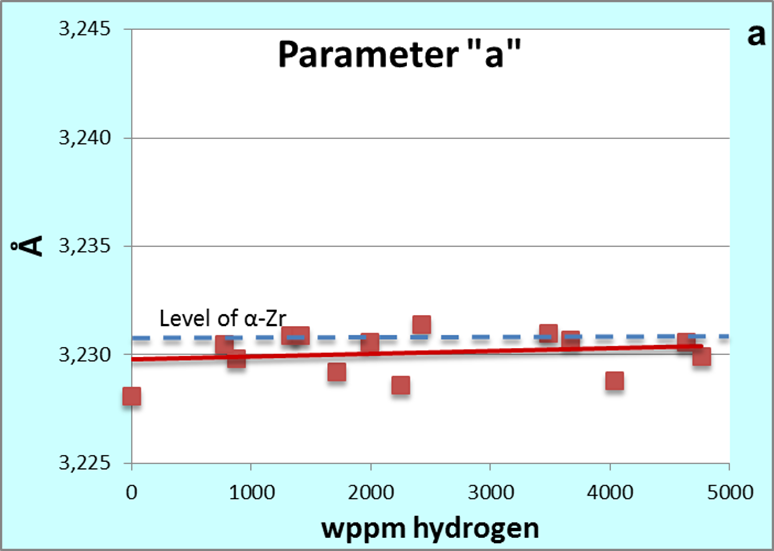 3,245
a
Parameter "a"
3,240
3,235
Å
Level of α-Zr
3,230
3,225
0 1000 2000 3000 4000 5000
wppm hydrogen